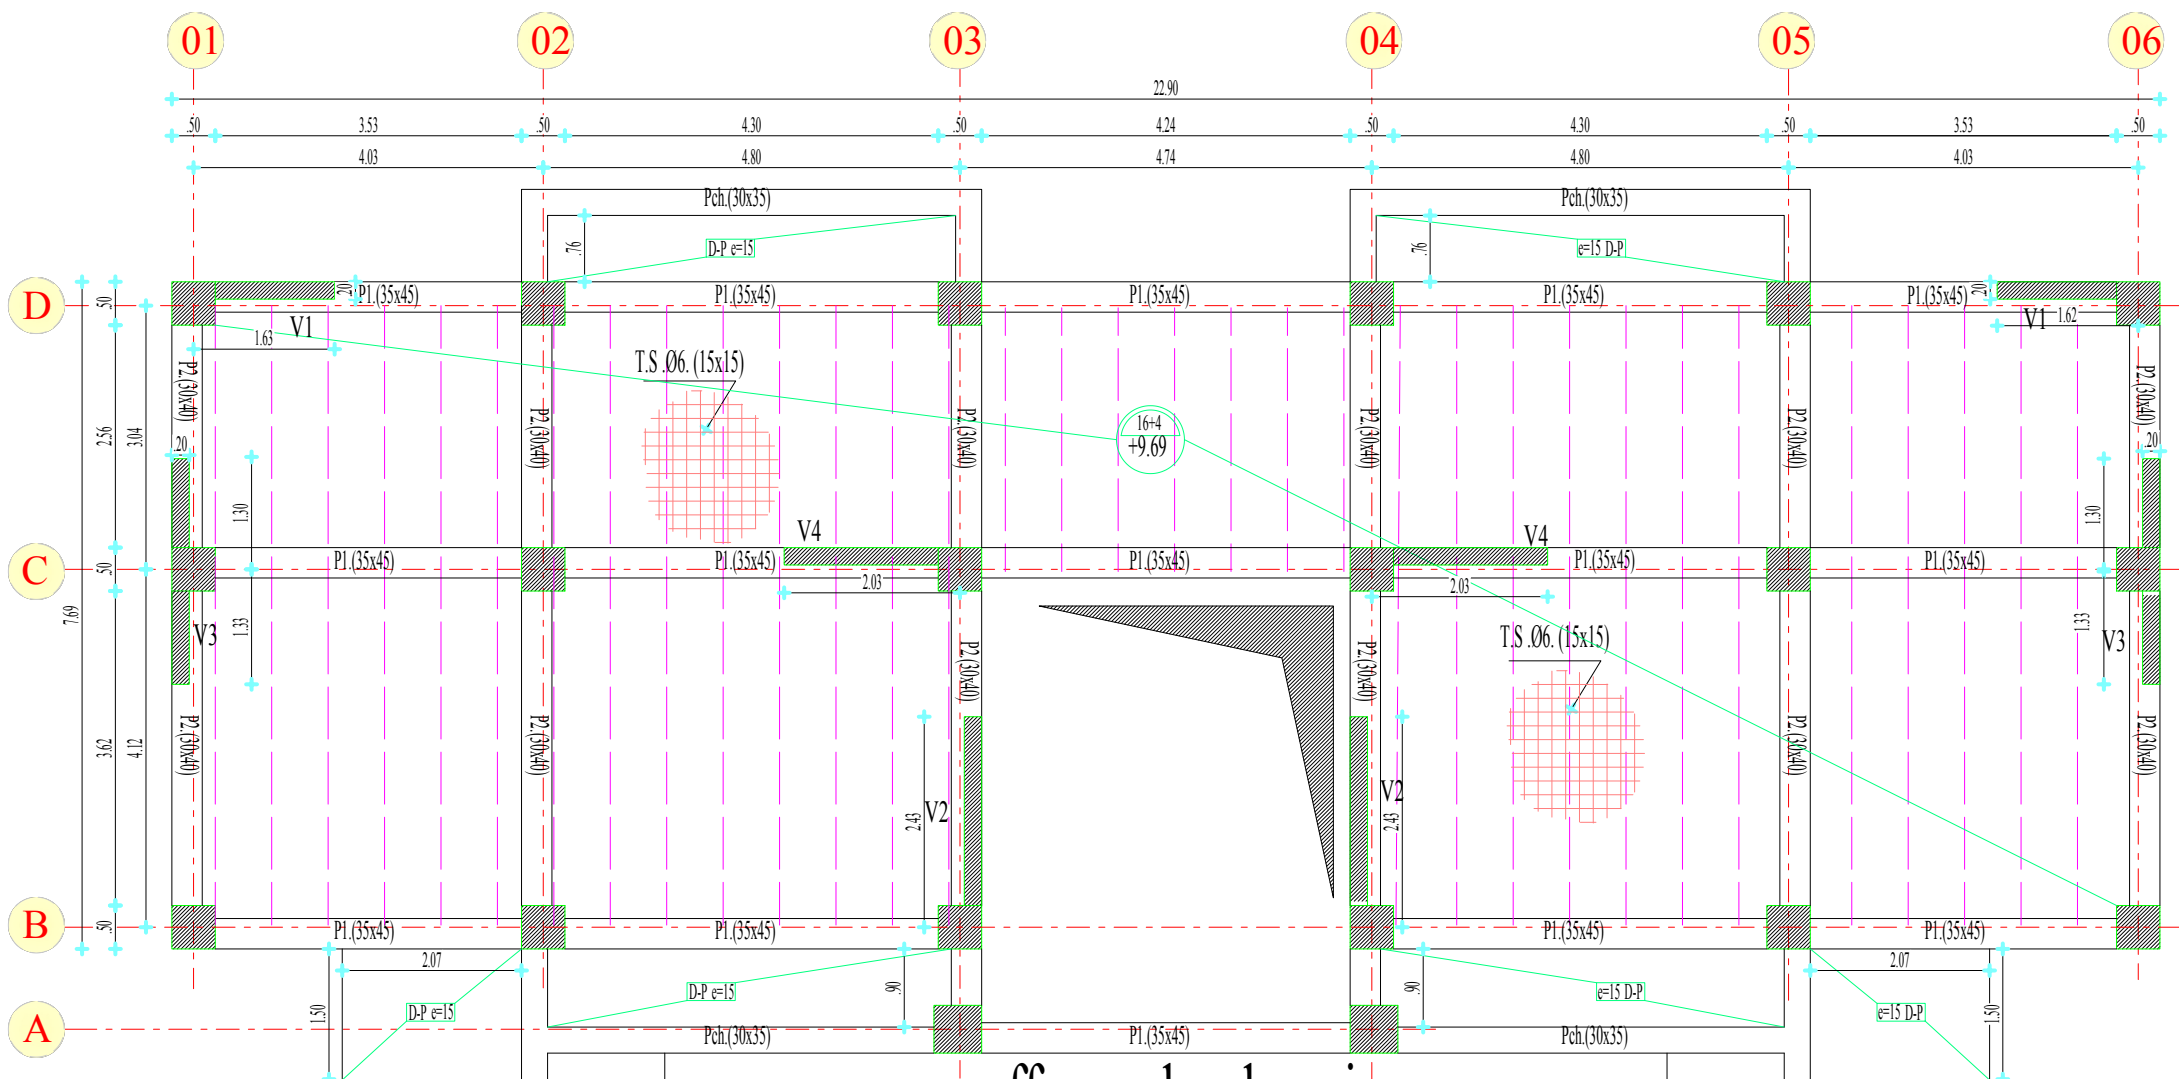 01 02 03 04 05 06
22.90
.50 3.53 .50 4.30 .50 4.24 .50 4.30 .50 3.53 .50
4.03 4.80 4.74 4.80 4.03
Pch.(30x35) Pch.(30x35)
.76 D-P e=15 .76 e=15 D-P
D .50 .20 P1.(35x45) P1.(35x45) P1.(35x45) P1.(35x45) P1.(35x45) .20
V1 V1 1.62
1.63
T.S .Ø6. (15x15)
P2.(30x40) P2.(30x40) P2.(30x40) P2.(30x40) P2.(30x40) P2.(30x40)
16+4
+9.69
2.56 3.04 .20 .20
1.30 1.30
V4 V4
C .50 P1.(35x45) P1.(35x45) P1.(35x45) P1.(35x45) P1.(35x45)
2.03 2.03
7.69
V3 1.33 T.S .Ø6. (15x15) 1.33 V3
P2.(30x40) P2.(30x40)
P2.(30x40) P2.(30x40) P2.(30x40) P2.(30x40)
3.62 4.12
V2 V2
2.43 2.43
B .50 P1.(35x45) P1.(35x45) P1.(35x45) P1.(35x45)
2.07 2.07
D-P e=15 .90 .90 e=15 D-P
1.50 D-P e=15 e=15 D-P 1.50
A Pch.(30x35) P1.(35x45) Pch.(30x35)